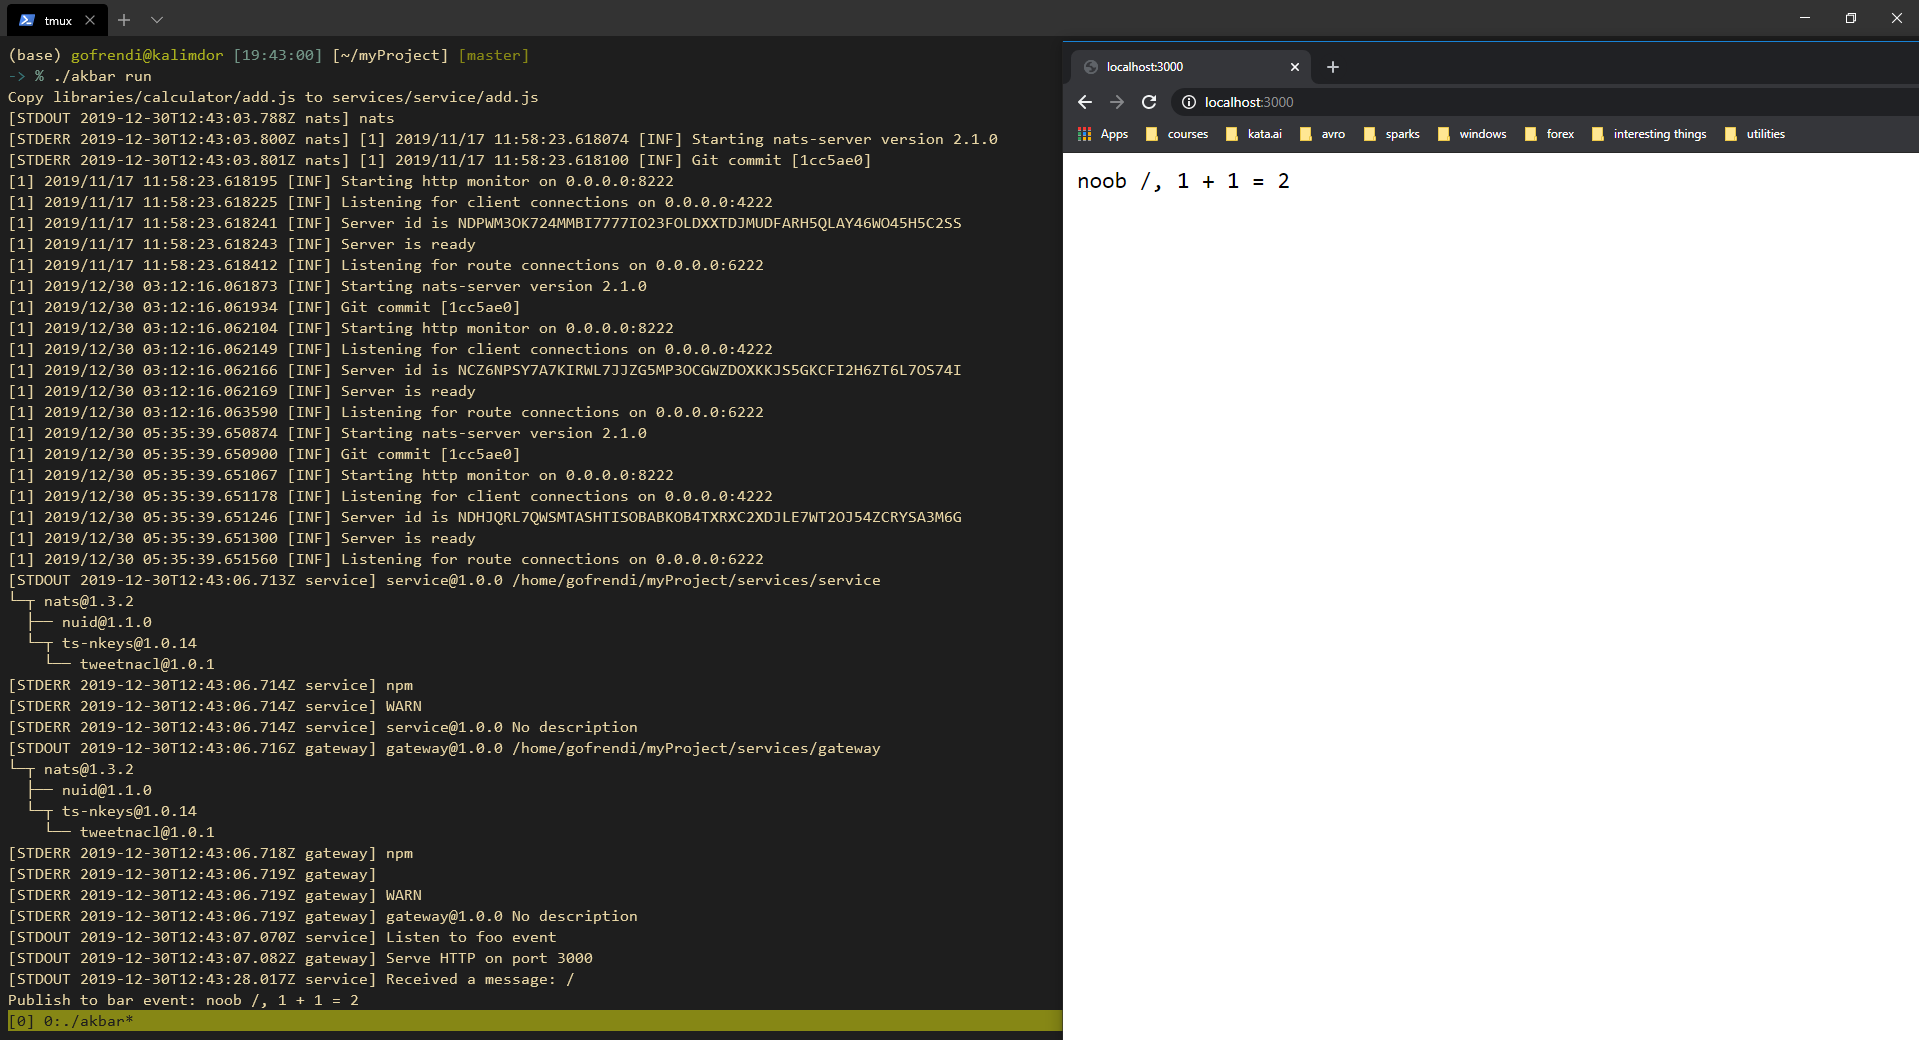 tmux
(base) gofrendi@kalimdor [19:43:00] [~/myProject] [master]
-> % ./akbar run
Copy libraries/calculator/add.js to services/service/add.js
[STDOUT 2019-12-30T12:43:03.788Z nats] nats
[STDERR 2019-12-30T12:43:03.800Z nats] [1] 2019/11/17 11:58:23.618074 [INF] Starting nats-server version 2.1.0
[STDERR 2019-12-30T12:43:03.801Z nats] [1] 2019/11/17 11:58:23.618100 [INF] Git commit [1cc5ae0]
[1] 2019/11/17 11:58:23.618195 [INF] Starting http monitor on 0.0.0.0:8222
[1] 2019/11/17 11:58:23.618225 [INF] Listening for client connections on 0.0.0.0:4222
[1] 2019/11/17 11:58:23.618241 [INF] Server id is NDPWM3OK724MMBI7777IO23FOLDXXTDJMUDFARH5QLAY46WO45H5C2SS
[1] 2019/11/17 11:58:23.618243 [INF] Server is ready
[1] 2019/11/17 11:58:23.618412 [INF] Listening for route connections on 0.0.0.0:6222
[1] 2019/12/30 03:12:16.061873 [INF] Starting nats-server version 2.1.0
[1] 2019/12/30 03:12:16.061934 [INF] Git commit [1cc5ae0]
[1] 2019/12/30 03:12:16.062104 [INF] Starting http monitor on 0.0.0.0:8222
[1] 2019/12/30 03:12:16.062149 [INF] Listening for client connections on 0.0.0.0:4222
[1] 2019/12/30 03:12:16.062166 [INF] Server id is NCZ6NPSY7A7KIRWL7JJZG5MP3OCGWZDOXKKJS5GKCFI2H6ZT6L7OS74I
[1] 2019/12/30 03:12:16.062169 [INF] Server is ready
[1] 2019/12/30 03:12:16.063590 [INF] Listening for route connections on 0.0.0.0:6222
[1] 2019/12/30 05:35:39.650874 [INF] Starting nats-server version 2.1.0
[1] 2019/12/30 05:35:39.650900 [INF] Git commit [1cc5ae0]
[1] 2019/12/30 05:35:39.651067 [INF] Starting http monitor on 0.0.0.0:8222
[1] 2019/12/30 05:35:39.651178 [INF] Listening for client connections on 0.0.0.0:4222
[1] 2019/12/30 05:35:39.651246 [INF] Server id is NDHJQRL7QWSMTASHTISOBABKOB4TXRXC2XDJLE7WT2OJ54ZCRYSA3M6G
[1] 2019/12/30 05:35:39.651300 [INF] Server is ready
[1] 2019/12/30 05:35:39.651560 [INF] Listening for route connections on 0.0.0.0:6222
[STDOUT 2019-12-30T12:43:06.713Z service] service@1.0.0 /home/gofrendi/myProject/services/service
└─┬ nats@1.3.2
  ├── nuid@1.1.0
  └─┬ ts-nkeys@1.0.14
    └── tweetnacl@1.0.1
[STDERR 2019-12-30T12:43:06.714Z service] npm
[STDERR 2019-12-30T12:43:06.714Z service] WARN
[STDERR 2019-12-30T12:43:06.714Z service] service@1.0.0 No description
[STDOUT 2019-12-30T12:43:06.716Z gateway] gateway@1.0.0 /home/gofrendi/myProject/services/gateway
└─┬ nats@1.3.2
  ├── nuid@1.1.0
  └─┬ ts-nkeys@1.0.14
    └── tweetnacl@1.0.1
[STDERR 2019-12-30T12:43:06.718Z gateway] npm
[STDERR 2019-12-30T12:43:06.719Z gateway]
[STDERR 2019-12-30T12:43:06.719Z gateway] WARN
[STDERR 2019-12-30T12:43:06.719Z gateway] gateway@1.0.0 No description
[STDOUT 2019-12-30T12:43:07.070Z service] Listen to foo event
[STDOUT 2019-12-30T12:43:07.082Z gateway] Serve HTTP on port 3000
[STDOUT 2019-12-30T12:43:28.017Z service] Received a message: /
Publish to bar event: noob /, 1 + 1 = 2
[0] 0:./akbar*
localhost:3000
localhost:3000
Apps courses kata.ai avro sparks windows forex interesting things utilities
noob /, 1 + 1 = 2